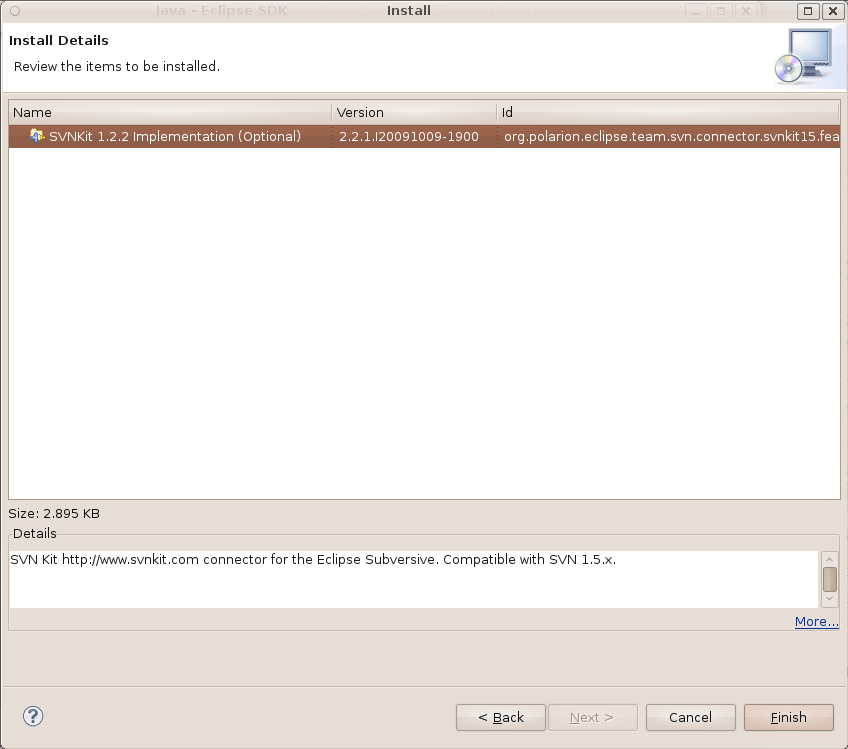 Java - Eclipse SDK
Install
Install Details
Review the items to be installed.
Name Version Id
SVNKit 1.2.2 Implementation (Optional) 2.2.1.I20091009-1900 org.polarion.eclipse.team.svn.connector.svnkit15.fea
Size: 2.895 KB
Details
SVN Kit http://www.svnkit.com connector for the Eclipse Subversive. Compatible with SVN 1.5.x.
More...
? < Back Next > Cancel Finish